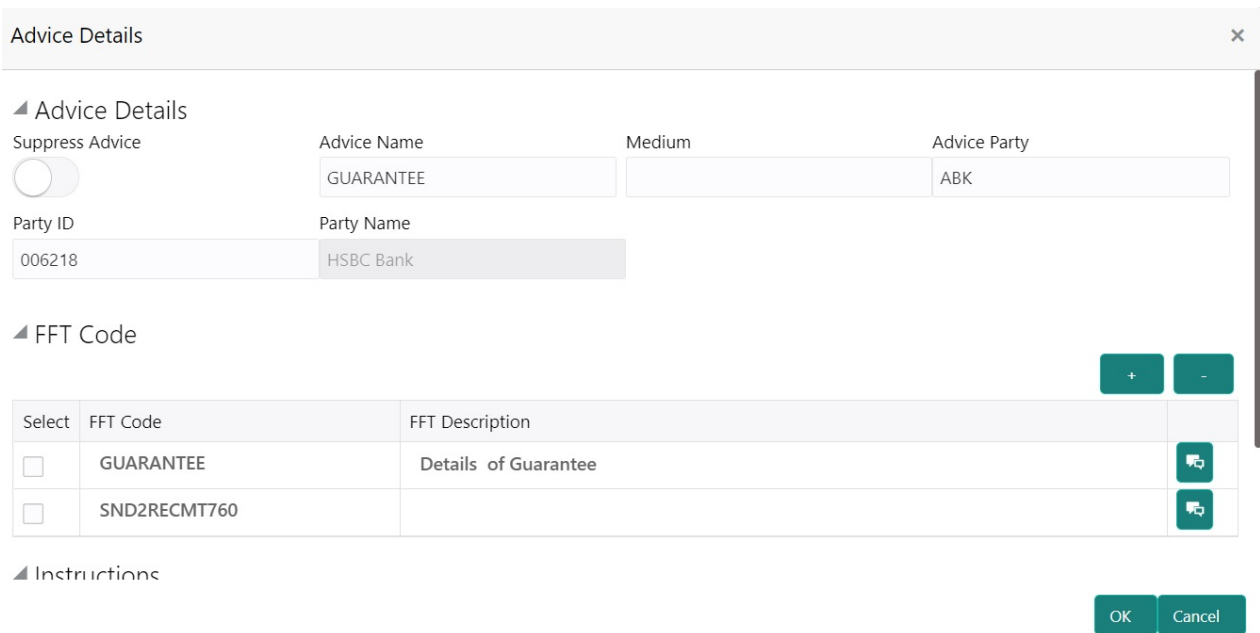 Advice Details ×
Advice Details
Suppress Advice Advice Name Medium Advice Party
GUARANTEE ABK
Party ID Party Name
006218 HSBC Bank
FFT Code
+ -
Select FFT Code FFT Description
GUARANTEE Details of Guarantee
SND2RECMT760
Instructions
OK Cancel